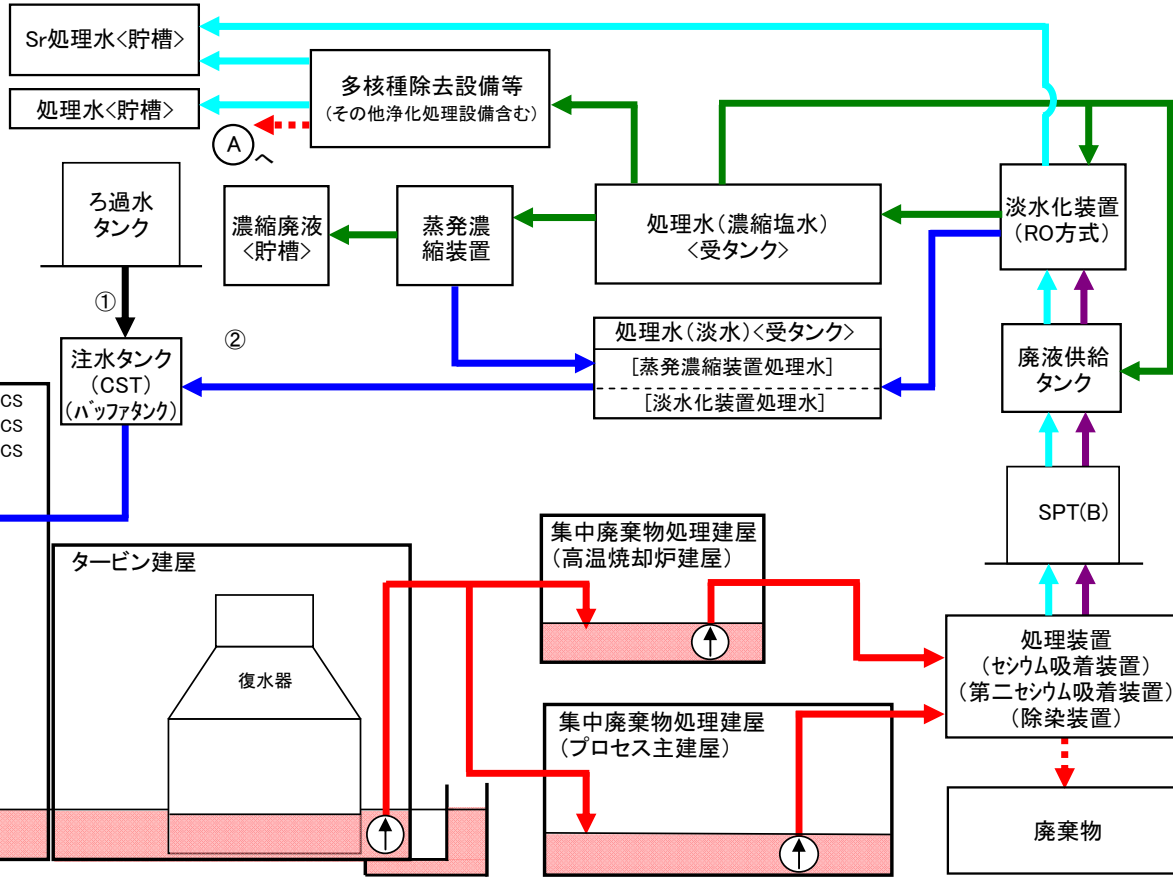 Sr処理水<貯槽>
処理水<貯槽>
多核種除去設備等
(その他浄化処理設備含む)
A
へ
ろ過水
タンク
濃縮廃液
<貯槽>
蒸発濃
縮装置
処理水(濃縮塩水)
<受タンク>
淡水化装置
(RO方式)
①
②
注水タンク
(CST)
(バッファタンク)
処理水(淡水)<受タンク>
[蒸発濃縮装置処理水]
[淡水化装置処理水]
廃液供給
タンク
CS
CS
CS
SPT(B)
タービン建屋
復水器
集中廃棄物処理建屋
(高温焼却炉建屋)
集中廃棄物処理建屋
(プロセス主建屋)
処理装置
(セシウム吸着装置)
(第二セシウム吸着装置)
(除染装置)
廃棄物